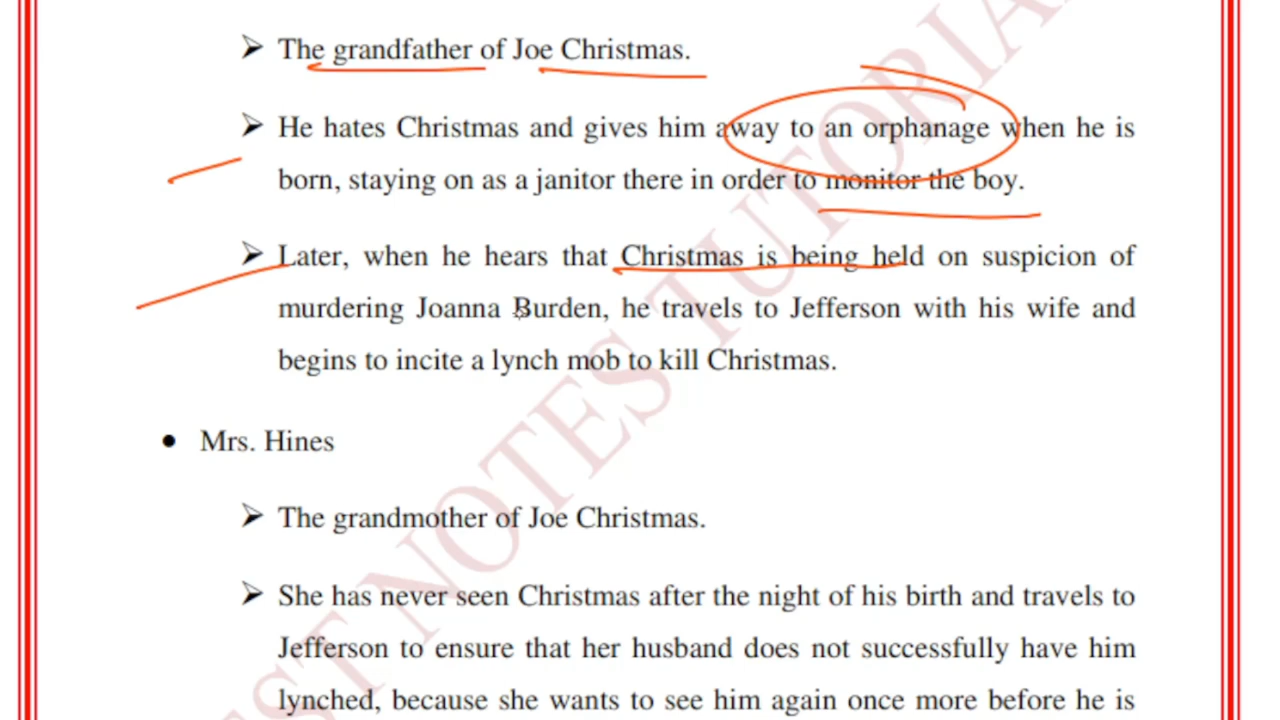 ➢ The grandfather of Joe Christmas.
➢ He hates Christmas and gives him away to an orphanage when he is
born, staying on as a janitor there in order to monitor the boy.
➢ Later, when he hears that Christmas is being held on suspicion of
murdering Joanna Burden, he travels to Jefferson with his wife and
begins to incite a lynch mob to kill Christmas.
● Mrs. Hines
➢ The grandmother of Joe Christmas.
➢ She has never seen Christmas after the night of his birth and travels to
Jefferson to ensure that her husband does not successfully have him
lynched, because she wants to see him again once more before he is
NOTES